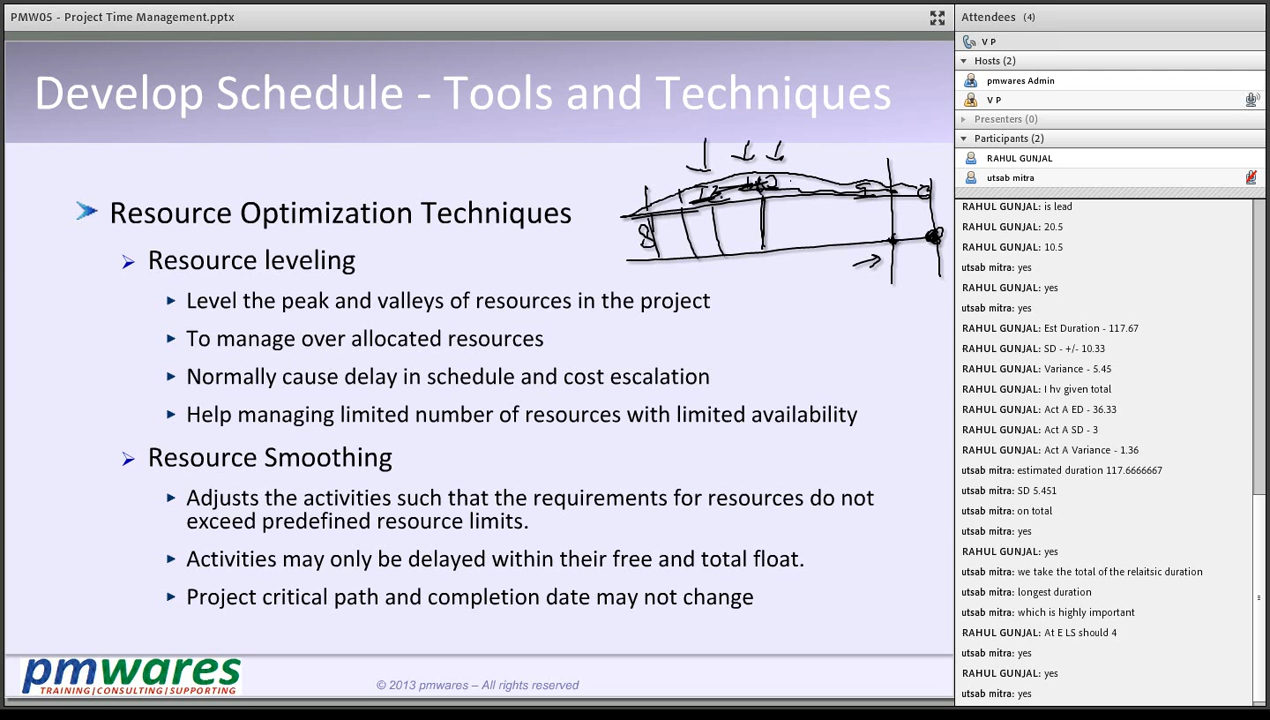 PMW05 - Project Time Management.pptx
Develop Schedule - Tools and Techniques
Resource Optimization Techniques
Resource leveling
Level the peak and valleys of resources in the project
To manage over allocated resources
Normally cause delay in schedule and cost escalation
Help managing limited number of resources with limited availability
Resource Smoothing
Adjusts the activities such that the requirements for resources do not
exceed predefined resource limits.
Activities may only be delayed within their free and total float.
Project critical path and completion date may not change
pmwares
TRAINING|CONSULTING|SUPPORTING
© 2013 pmwares – All rights reserved
Attendees (4)
V P
Hosts (2)
pmwares Admin
V P
Presenters (0)
Participants (2)
RAHUL GUNJAL
utsab mitra
RAHUL GUNJAL: is lead
RAHUL GUNJAL: 20.5
RAHUL GUNJAL: 10.5
utsab mitra: yes
RAHUL GUNJAL: yes
utsab mitra: yes
RAHUL GUNJAL: Est Duration - 117.67
RAHUL GUNJAL: SD - +/- 10.33
RAHUL GUNJAL: Variance - 5.45
RAHUL GUNJAL: I hv given total
RAHUL GUNJAL: Act A ED - 36.33
RAHUL GUNJAL: Act A SD - 3
RAHUL GUNJAL: Act A Variance - 1.36
utsab mitra: estimated duration 117.6666667
utsab mitra: SD 5.451
utsab mitra: on total
utsab mitra: yes
RAHUL GUNJAL: yes
utsab mitra: we take the total of the relaitsic duration
utsab mitra: longest duration
utsab mitra: which is highly important
RAHUL GUNJAL: At E LS should 4
utsab mitra: yes
RAHUL GUNJAL: yes
utsab mitra: yes